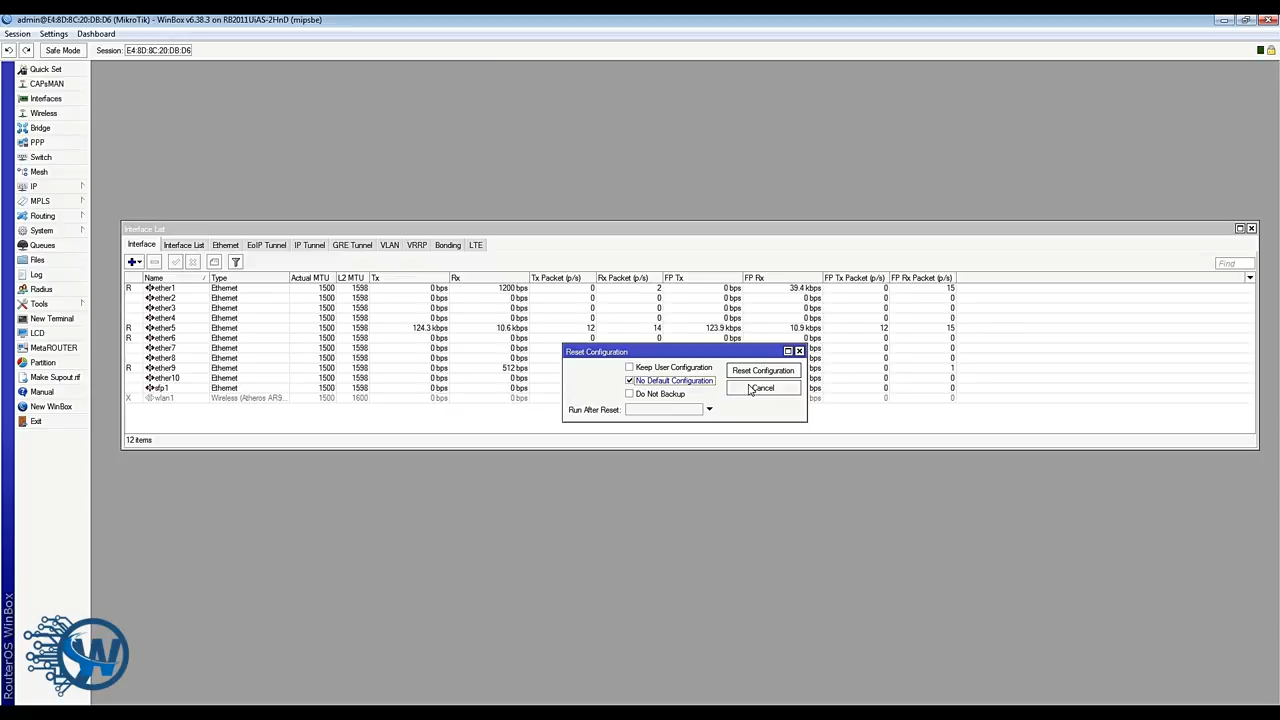 admin@E4:8D:8C:20:DB:D6 (MikroTik) - WinBox v6.38.3 on RB2011UiAS-2HnD (mipsbe)
Session Settings Dashboard
Safe Mode Session: E4:8D:8C:20:DB:D6
Quick Set
CAPsMAN
Interfaces
Wireless
Bridge
PPP
Switch
Mesh
IP
MPLS
Routing
System
Queues
Files
Log
Radius
Tools
New Terminal
LCD
MetaROUTER
Partition
Make Supout.rif
Manual
New WinBox
Exit
RouterOS WinBox
Interface List
Interface Interface List Ethernet EoIP Tunnel IP Tunnel GRE Tunnel VLAN VRRP Bonding LTE
Find
Name Type Actual MTU L2 MTU Tx Rx Tx Packet (p/s) Rx Packet (p/s) FP Tx FP Rx FP Tx Packet (p/s) FP Rx Packet (p/s)
R ether1 Ethernet 1500 1598 0 bps 1200 bps 0 2 0 bps 39.4 kbps 0 15
ether2 Ethernet 1500 1598 0 bps 0 bps 0 0 0 bps 0 bps 0 0
ether3 Ethernet 1500 1598 0 bps 0 bps 0 0 0 bps 0 bps 0 0
ether4 Ethernet 1500 1598 0 bps 0 bps 0 0 0 bps 0 bps 0 0
R ether5 Ethernet 1500 1598 124.3 kbps 10.6 kbps 12 14 123.9 kbps 10.9 kbps 12 15
R ether6 Ethernet 1500 1598 0 bps 0 bps 0 0 0 bps 0 bps 0 0
ether7 Ethernet 1500 1598 0 bps 0 bps bps 0 0
ether8 Ethernet 1500 1598 0 bps 0 bps bps 0 0
R ether9 Ethernet 1500 1598 0 bps 512 bps bps 0 1
ether10 Ethernet 1500 1598 0 bps 0 bps bps 0 0
sfp1 Ethernet 1500 1598 0 bps 0 bps bps 0 0
X wlan1 Wireless (Atheros AR9... 1500 1600 0 bps 0 bps bps 0 0
12 items
Reset Configuration
Keep User Configuration
No Default Configuration
Do Not Backup
Run After Reset:
Reset Configuration
Cancel
W